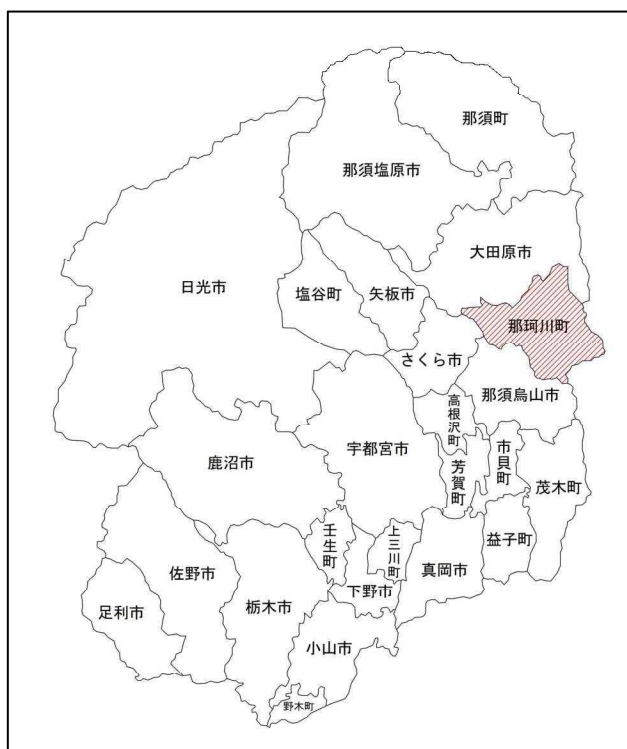 那須町
那須塩原市
大田原市
日光市
塩谷町
矢板市
那珂川町
さくら市
那須烏山市
高根沢町
宇都宮市
市貝町
鹿沼市
芳賀町
茂木町
壬生町
上三川町
益子町
真岡市
佐野市
下野市
足利市
栃木市
小山市
野木町